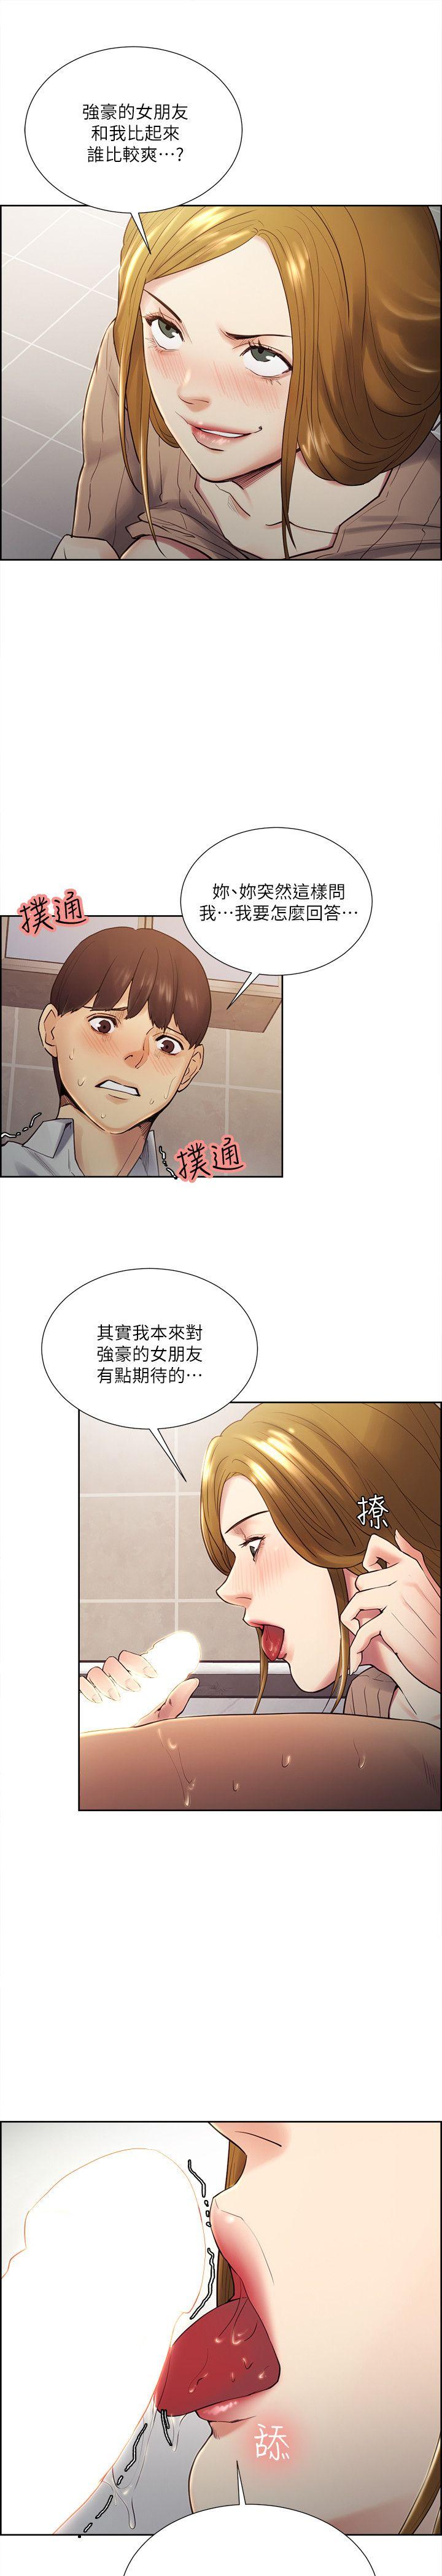 強豪的女朋友
和我比起來
誰比較爽…?
妳、妳突然這樣問
我…我要怎麼回答…
撲通
撲通
其實我本來對
強豪的女朋友
有點期待的…
撩
舔